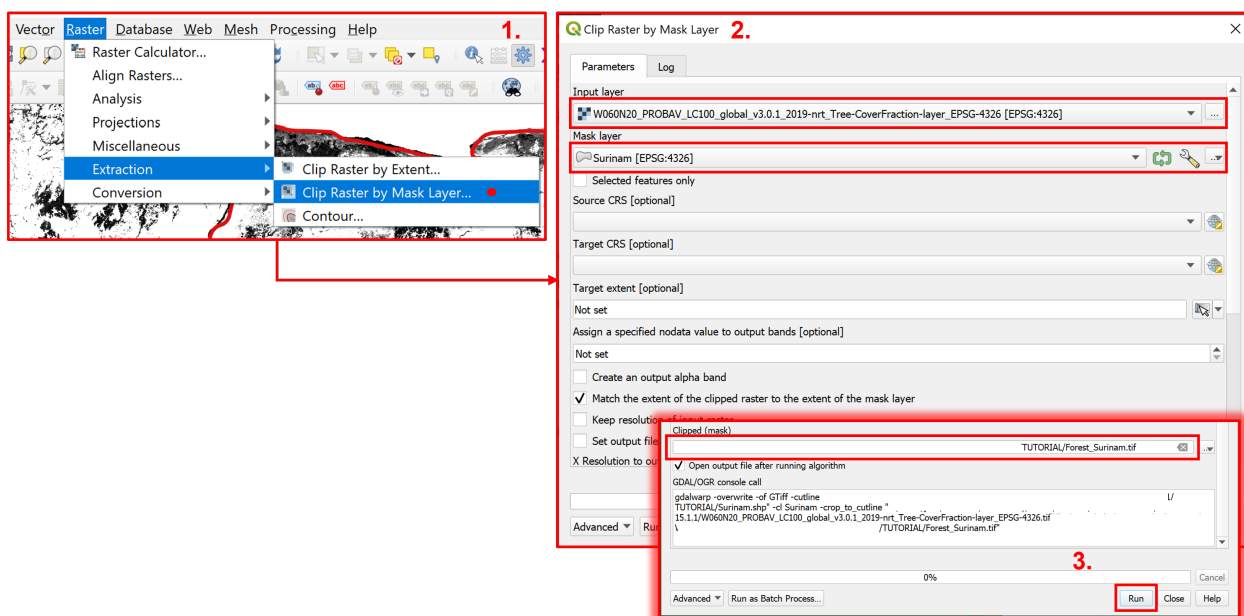 Vector Raster Database Web Mesh Processing Help
1.
Raster Calculator...
Align Rasters...
Analysis
Projections
Miscellaneous
Extraction
Conversion
Clip Raster by Extent...
Clip Raster by Mask Layer...
Contour...
abc
abc
Clip Raster by Mask Layer
2.
Parameters Log
Input layer
W060N20_PROBAV_LC100_global_v3.0.1_2019-nrt_Tree-CoverFraction-layer_EPSG-4326 [EPSG:4326]
...
Mask layer
Surinam [EPSG:4326]
Selected features only
Source CRS [optional]
Target CRS [optional]
Target extent [optional]
Not set
Assign a specified nodata value to output bands [optional]
Not set
Create an output alpha band
Match the extent of the clipped raster to the extent of the mask layer
Keep resolution of input raster
Set output file
X Resolution to ou
Advanced Ru
Clipped (mask)
TUTORIAL/Forest_Surinam.tif
Open output file after running algorithm
GDAL/OGR console call
gdalwarp -overwrite -of GTiff -cutline
TUTORIAL/Surinam.shp" -cl Surinam -crop_to_cutline "
15.1.1/W060N20_PROBAV_LC100_global_v3.0.1_2019-nrt_Tree-CoverFraction-layer_EPSG-4326.tif
\ /TUTORIAL/Forest_Surinam.tif"
3.
0%
Cancel
Advanced Run as Batch Process...
Run Close Help